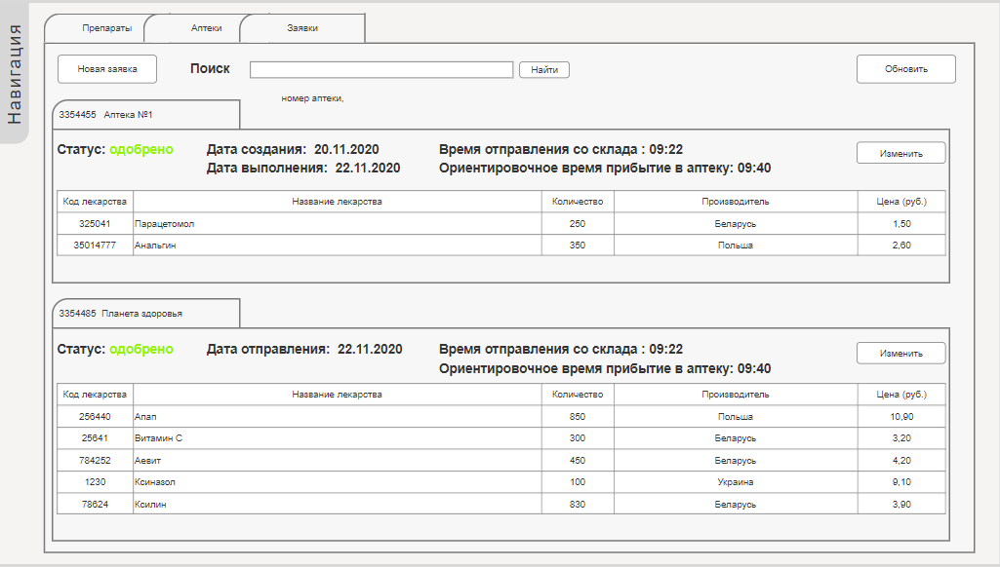 Навигация
Препараты Аптеки Заявки
Новая заявка Поиск Найти Обновить
номер аптеки,
3354455 Аптека №1
Статус: одобрено Дата создания: 20.11.2020 Время отправления со склада : 09:22 Изменить
Дата выполнения: 22.11.2020 Ориентировочное время прибытие в аптеку: 09:40
Код лекарства Название лекарства Количество Производитель Цена (руб.)
325041 Парацетомол 250 Беларусь 1,50
35014777 Анальгин 350 Польша 2,60
3354485 Планета здоровья
Статус: одобрено Дата отправления: 22.11.2020 Время отправления со склада : 09:22 Изменить
Ориентировочное время прибытие в аптеку: 09:40
Код лекарства Название лекарства Количество Производитель Цена (руб.)
256440 Апап 850 Польша 10,90
25641 Витамин С 300 Беларусь 3,20
784252 Аевит 450 Беларусь 4,20
1230 Ксиназол 100 Украина 9,10
78624 Ксилин 830 Беларусь 3,90